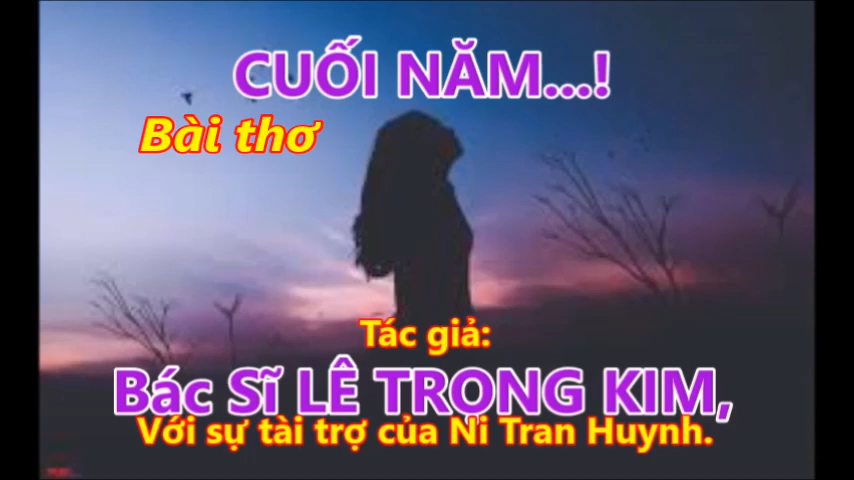 CUỐI NĂM...!
Bài thơ
Tác giả:
Bác Sĩ LÊ TRỌNG KIM,
Với sự tài trợ của Ni Tran Huynh.